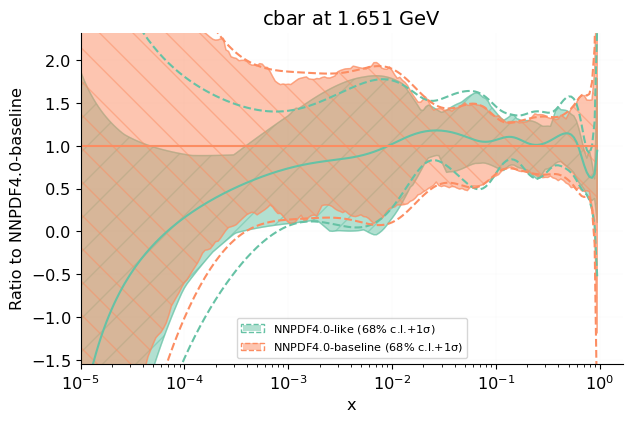 cbar at 1.651 GeV
Ratio to NNPDF4.0-baseline
2.0
1.5
1.0
0.5
0.0
−0.5
−1.0
−1.5
NNPDF4.0-like (68% c.l.+1σ)
NNPDF4.0-baseline (68% c.l.+1σ)
10⁻⁵ 10⁻⁴ 10⁻³ 10⁻² 10⁻¹ 10⁰
x